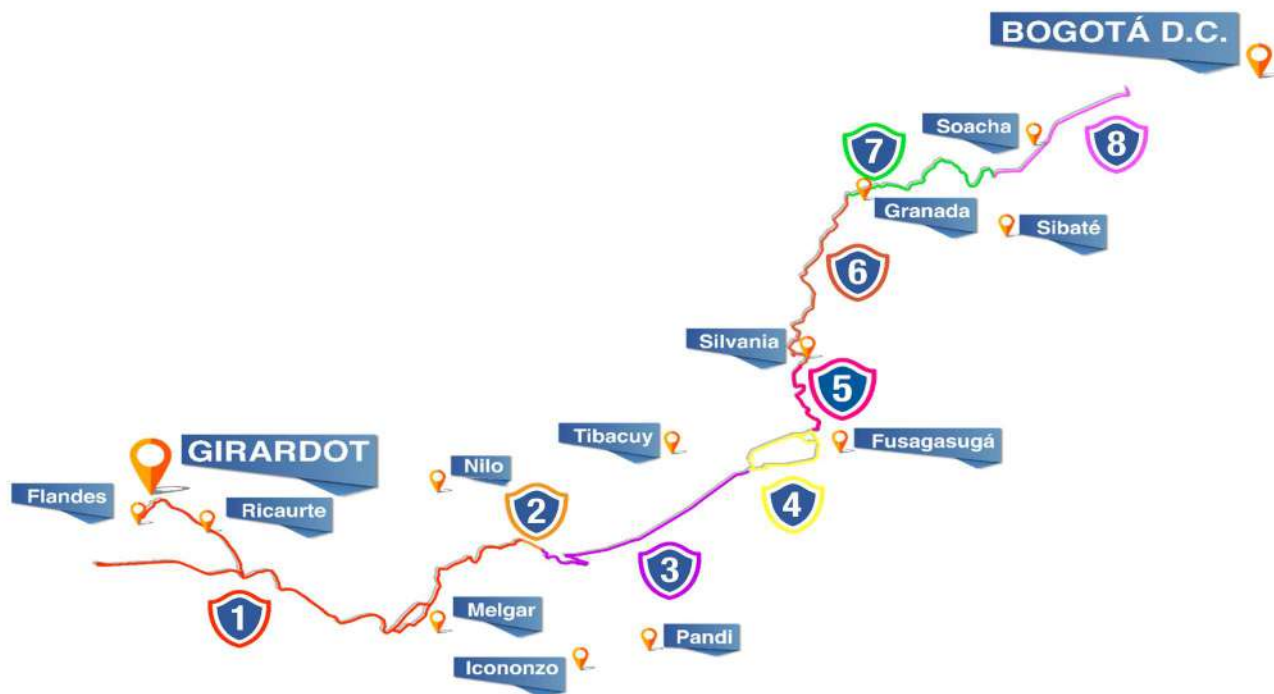 BOGOTÁ D.C.
Soacha
7
8
Granada
Sibaté
6
Silvania
5
Tibacuy
Fusagasugá
GIRARDOT
Nilo
Flandes
Ricaurte
2
4
3
1
Melgar
Pandi
Icononzo